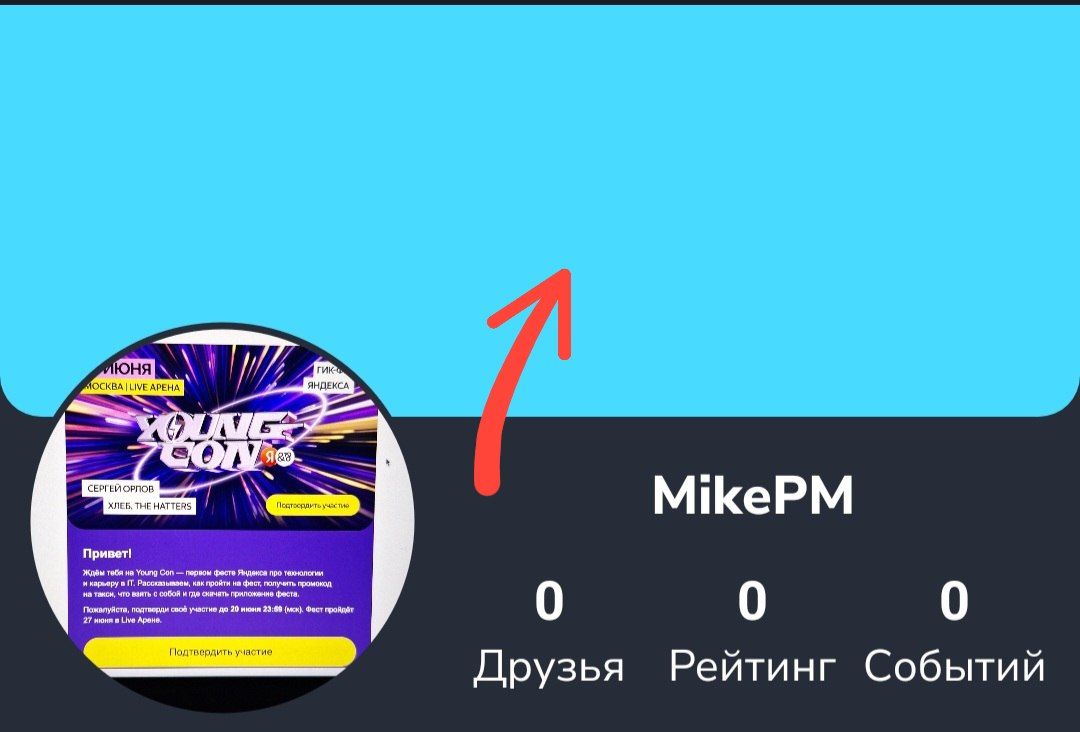 ИЮНЯ
МОСКВА | LIVE АРЕНА
ГИК-Ф
ЯНДЕКСА
YOUNG
CON
СЕРГЕЙ ОРЛОВ
ХЛЕБ, THE HATTERS
Подтвердить участие
Привет!
Ждём тебя на Young Con — первом фесте Яндекса про технологии
и карьеру в IT. Рассказываем, как пройти на фест, получить промокод
на такси, что взять с собой и где скачать приложение феста.
Пожалуйста, подтверди своё участие до 20 июня 23:59 (мск). Фест пройдёт
27 июня в Live Арене.
Подтвердить участие
MikePM
0 0 0
Друзья Рейтинг Событий